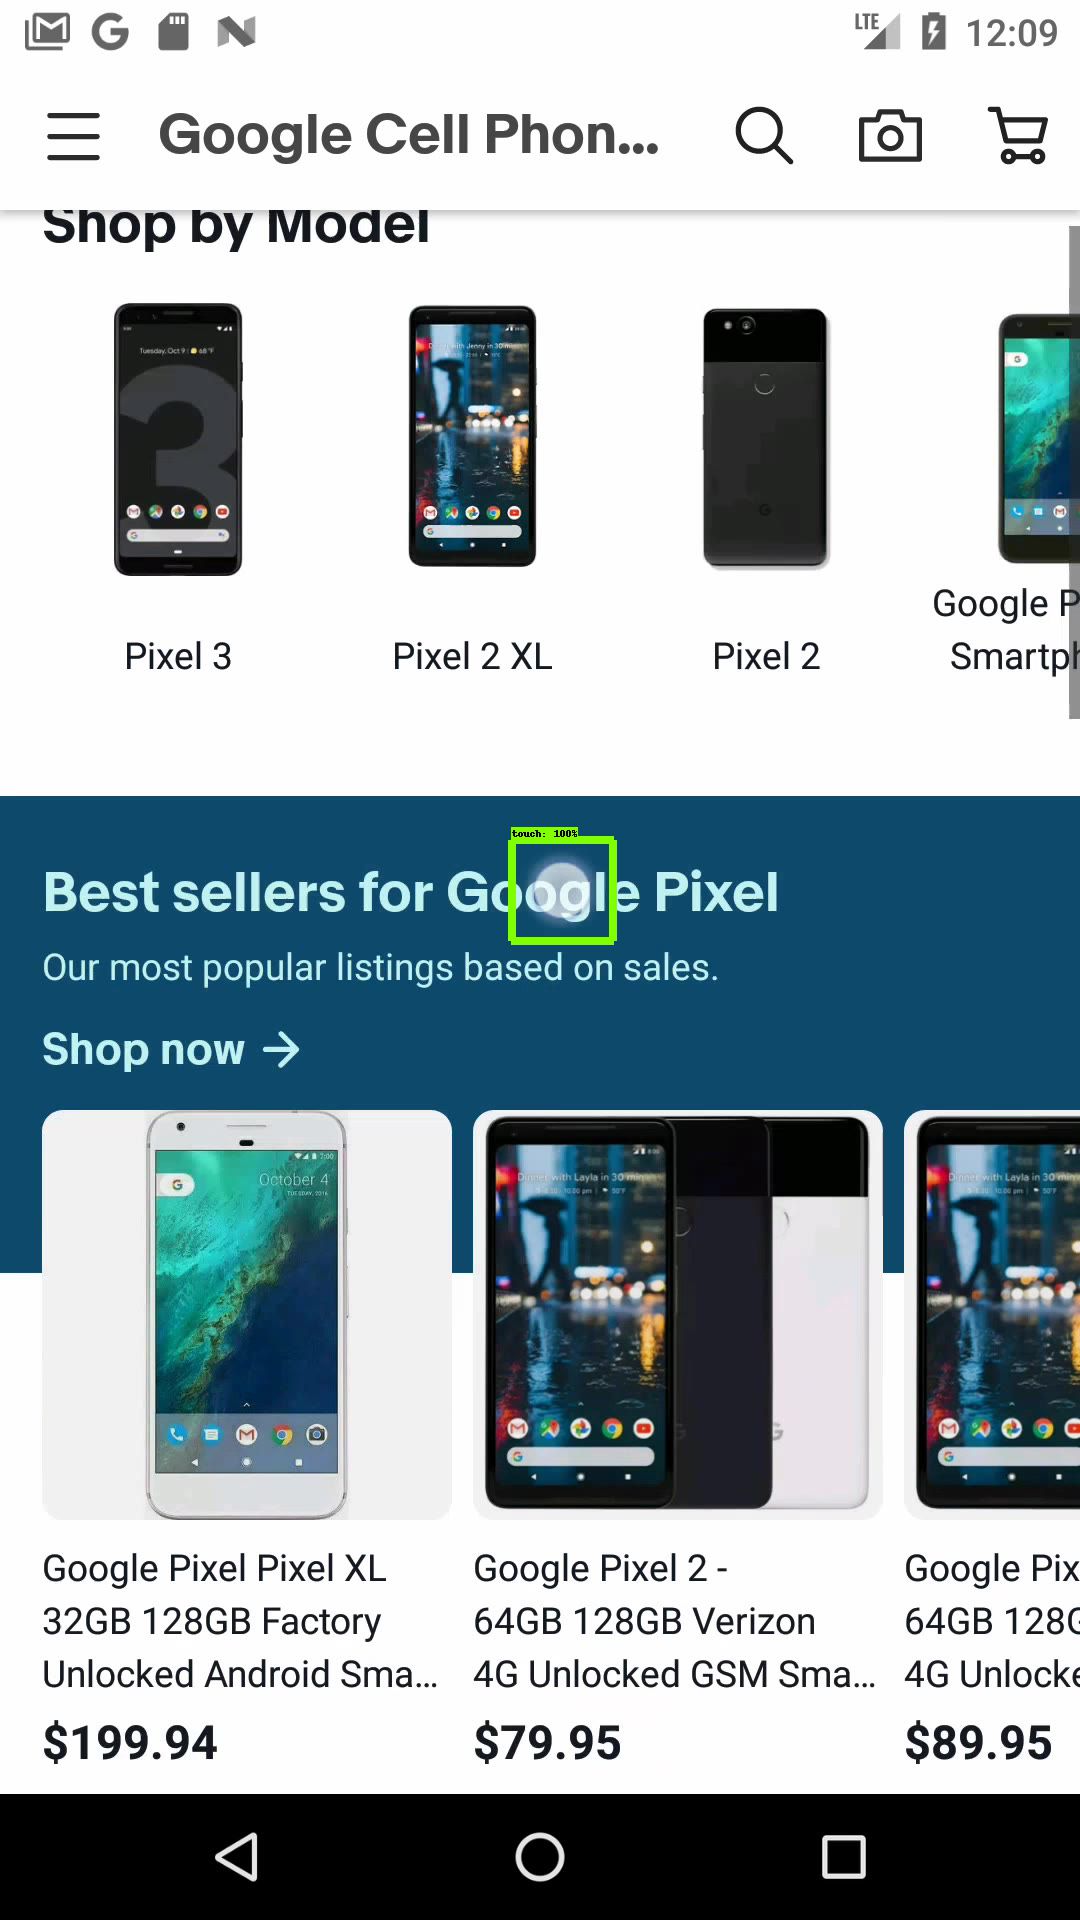 LTE 12:09
Google Cell Phon...
Shop by Model
Pixel 3
Pixel 2 XL
Pixel 2
Google P
Smartph
touch: 100%
Best sellers for Google Pixel
Our most popular listings based on sales.
Shop now →
October 4
Google Pixel Pixel XL
32GB 128GB Factory
Unlocked Android Sma...
$199.94
Google Pixel 2 -
64GB 128GB Verizon
4G Unlocked GSM Sma...
$79.95
Google Pix
64GB 128G
4G Unlocke
$89.95